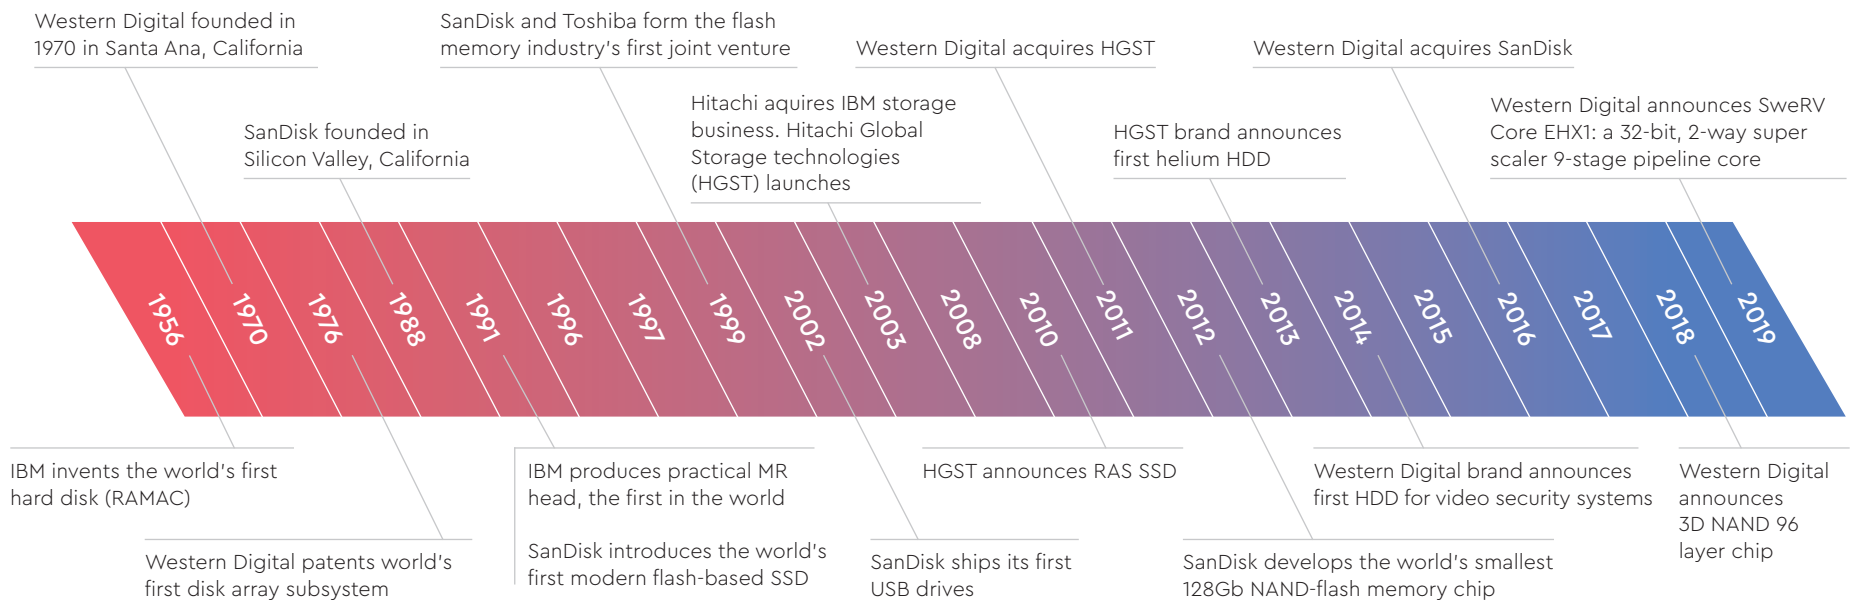 Western Digital founded in
1970 in Santa Ana, California
SanDisk and Toshiba form the flash
memory industry's first joint venture
Western Digital acquires HGST
Western Digital acquires SanDisk
SanDisk founded in
Silicon Valley, California
Hitachi aquires IBM storage
business. Hitachi Global
Storage technologies
(HGST) launches
HGST brand announces
first helium HDD
Western Digital announces SweRV
Core EHX1: a 32-bit, 2-way super
scaler 9-stage pipeline core
1956
1970
1976
1988
1991
1996
1997
1999
2002
2003
2008
2010
2011
2012
2013
2014
2015
2016
2017
2018
2019
IBM invents the world's first
hard disk (RAMAC)
Western Digital patents world's
first disk array subsystem
IBM produces practical MR
head, the first in the world
SanDisk introduces the world's
first modern flash-based SSD
SanDisk ships its first
USB drives
HGST announces RAS SSD
SanDisk develops the world's smallest
128Gb NAND-flash memory chip
Western Digital brand announces
first HDD for video security systems
Western Digital
announces
3D NAND 96
layer chip